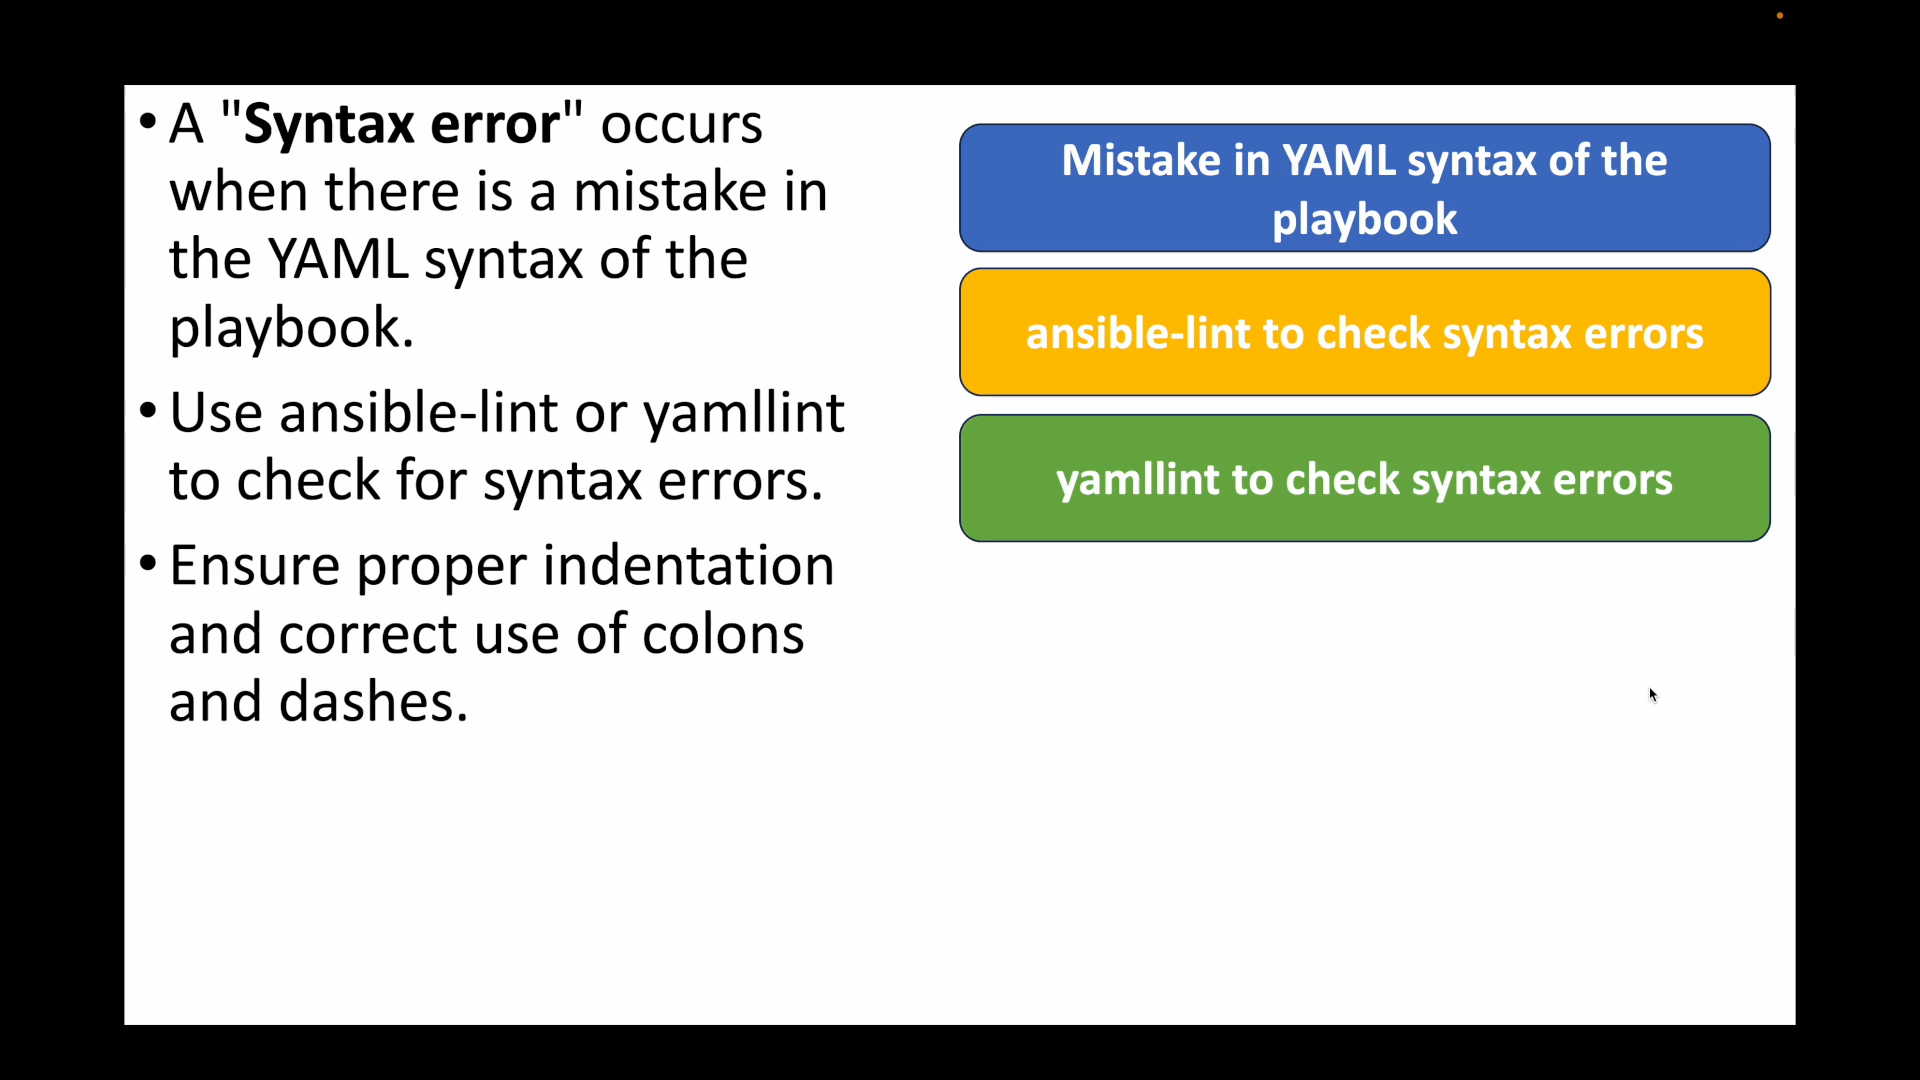 • A "Syntax error" occurs
when there is a mistake in
the YAML syntax of the
playbook.
• Use ansible-lint or yamllint
to check for syntax errors.
• Ensure proper indentation
and correct use of colons
and dashes.
Mistake in YAML syntax of the
playbook
ansible-lint to check syntax errors
yamllint to check syntax errors